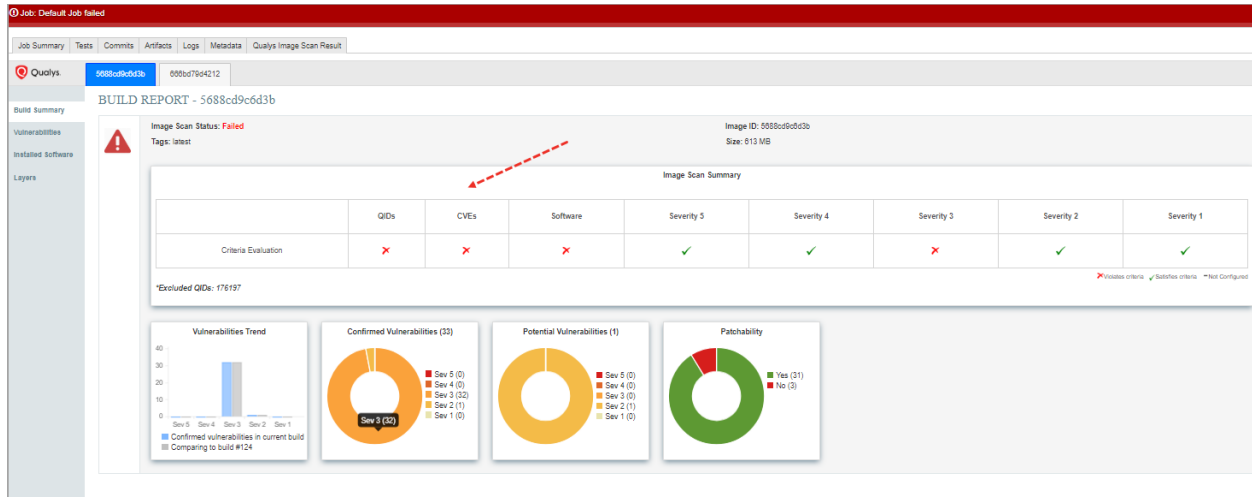 Job: Default Job failed
Job Summary Tests Commits Artifacts Logs Metadata Qualys Image Scan Result
Qualys. 5688cd9c6d3b 666bd79d4212
BUILD REPORT - 5688cd9c6d3b
Build Summary
Vulnerabilities
Installed Software
Layers
Image Scan Status: Failed
Tags: latest
Image ID: 5688cd9c6d3b
Size: 613 MB
Image Scan Summary
QIDs CVEs Software Severity 5 Severity 4 Severity 3 Severity 2 Severity 1
Criteria Evaluation ✗ ✗ ✗ ✓ ✓ ✗ ✓ ✓
✗Violates criteria ✓Satisfies criteria –Not Configured
*Excluded QIDs: 176197
Vulnerabilities Trend
40
30
20
10
0
Sev 5 Sev 4 Sev 3 Sev 2 Sev 1
Confirmed vulnerabilities in current build
Comparing to build #124
Confirmed Vulnerabilities (33)
Sev 5 (0)
Sev 4 (0)
Sev 3 (32)
Sev 2 (1)
Sev 1 (0)
Sev 3 (32)
Potential Vulnerabilities (1)
Sev 5 (0)
Sev 4 (0)
Sev 3 (0)
Sev 2 (1)
Sev 1 (0)
Patchability
Yes (31)
No (3)